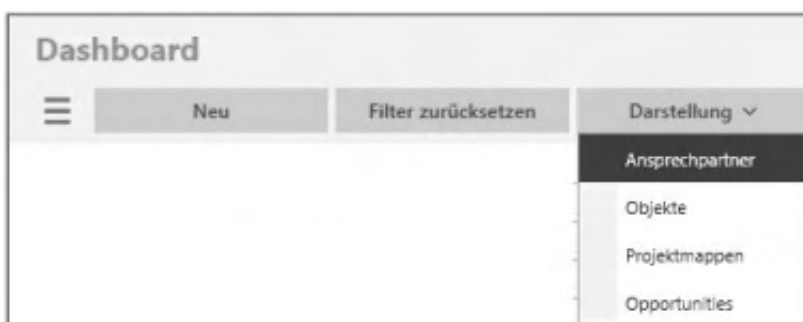 Dashboard
Neu Filter zurücksetzen Darstellung
Ansprechpartner
Objekte
Projektmappen
Opportunities